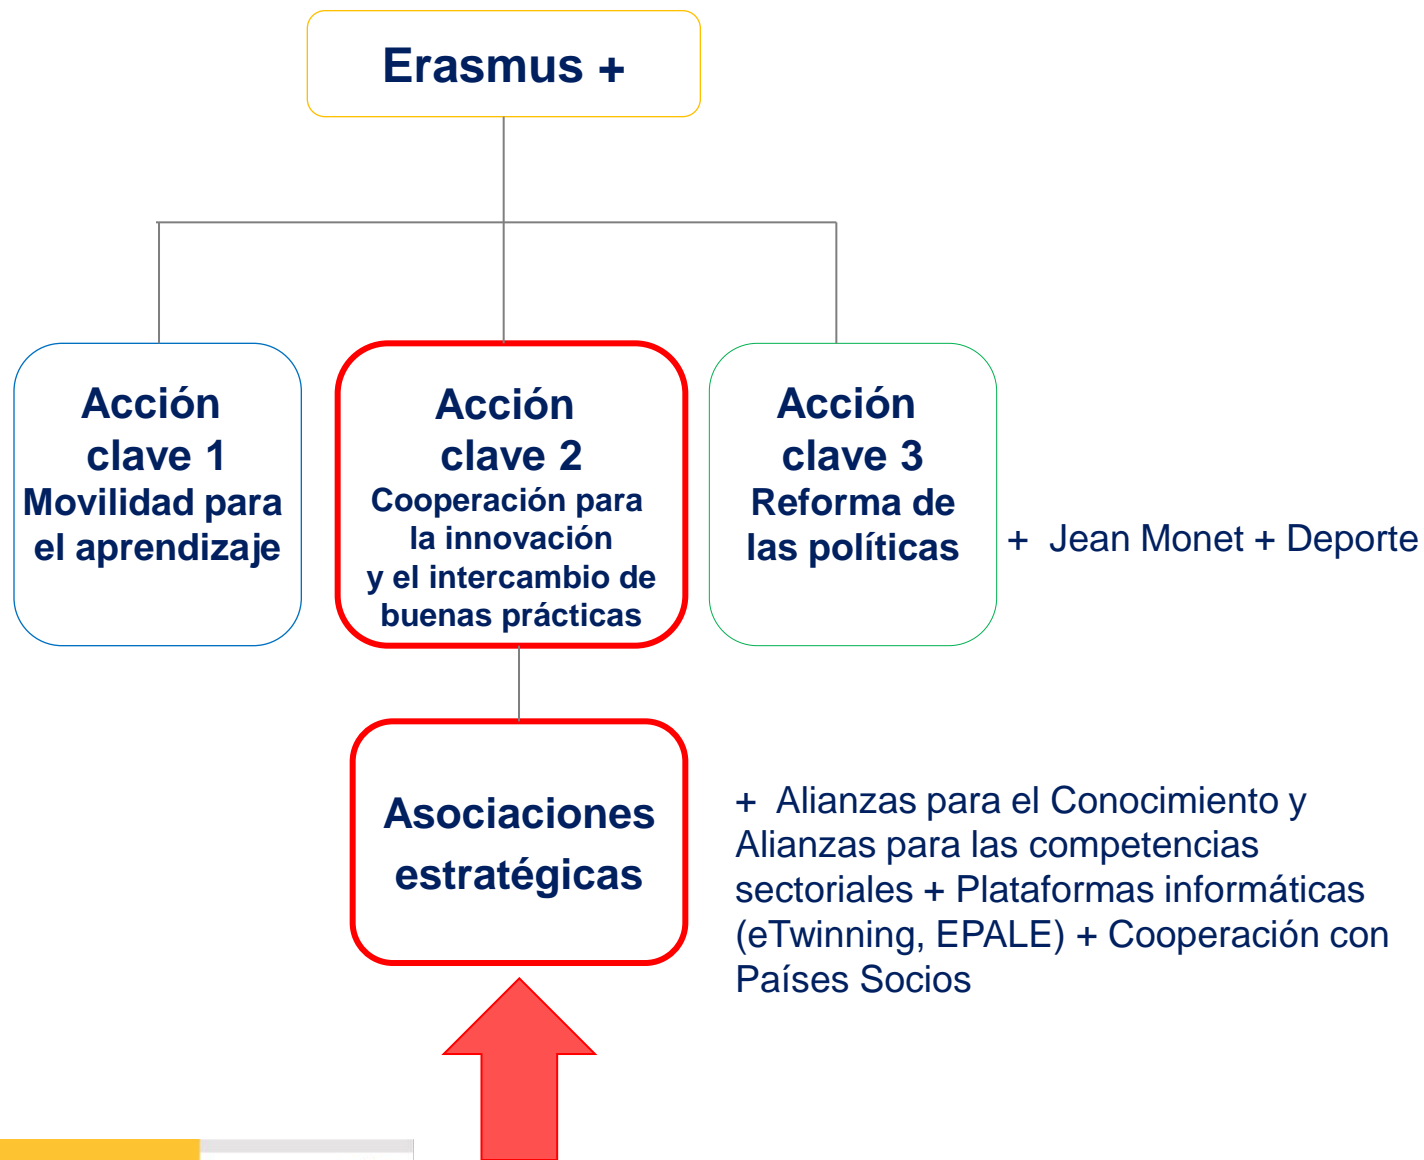 Erasmus +
Acción
clave 1
Movilidad para
el aprendizaje
Acción
clave 2
Cooperación para
la innovación
y el intercambio de
buenas prácticas
Acción
clave 3
Reforma de
las políticas
+ Jean Monet + Deporte
Asociaciones
estratégicas
+ Alianzas para el Conocimiento y
Alianzas para las competencias
sectoriales + Plataformas informáticas
(eTwinning, EPALE) + Cooperación con
Países Socios